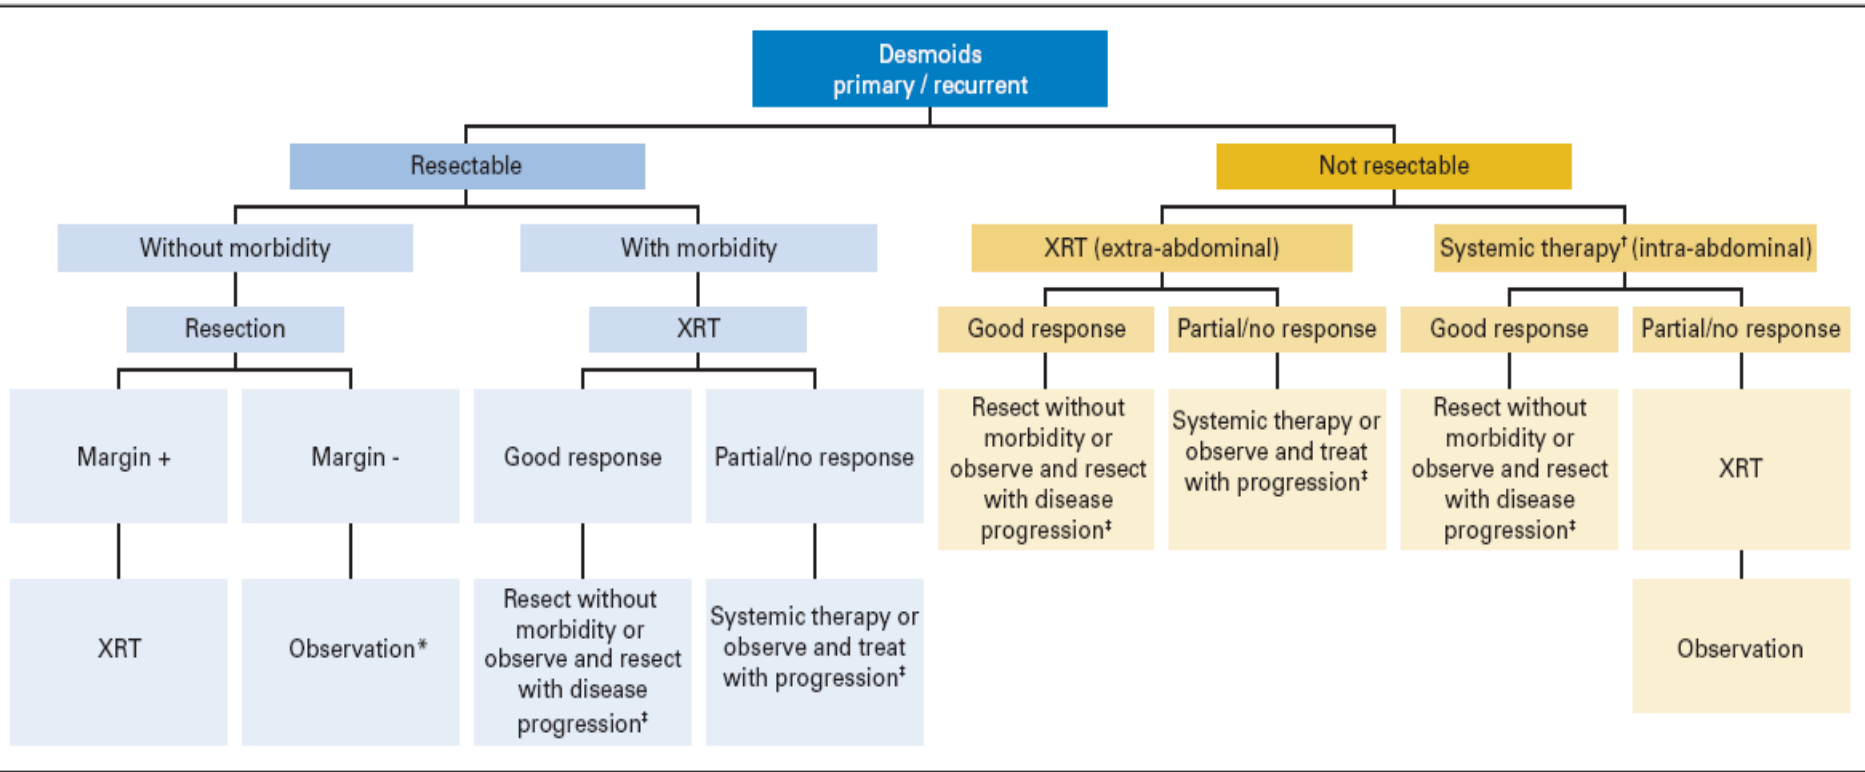 Desmoids
primary / recurrent
Resectable
Not resectable
Without morbidity
With morbidity
XRT (extra-abdominal)
Systemic therapy† (intra-abdominal)
Resection
XRT
Good response
Partial/no response
Good response
Partial/no response
Margin +
Margin -
Good response
Partial/no response
Resect without
morbidity or
observe and resect
with disease
progression‡
Systemic therapy or
observe and treat
with progression‡
Resect without
morbidity or
observe and resect
with disease
progression‡
XRT
XRT
Observation*
Resect without
morbidity or
observe and resect
with disease
progression‡
Systemic therapy or
observe and treat
with progression‡
Observation